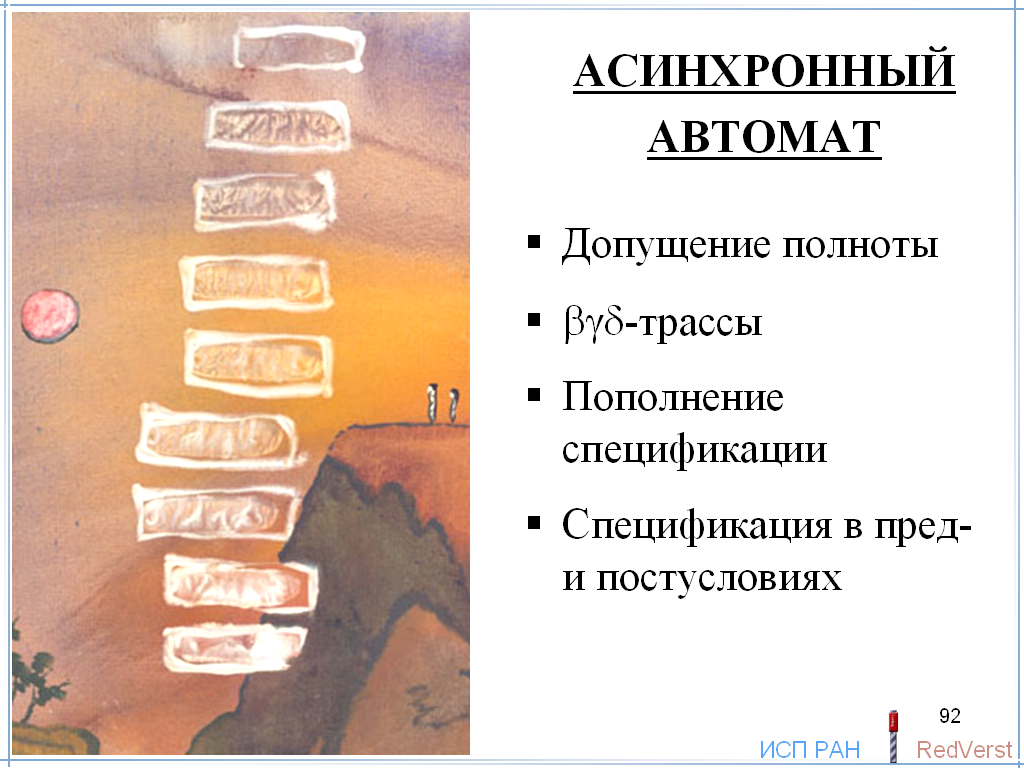 АСИНХРОННЫЙ
АВТОМАТ
▪ Допущение полноты
▪ βγδ-трассы
▪ Пополнение
спецификации
▪ Спецификация в пред-
и постусловиях
92
ИСП РАН
RedVerst